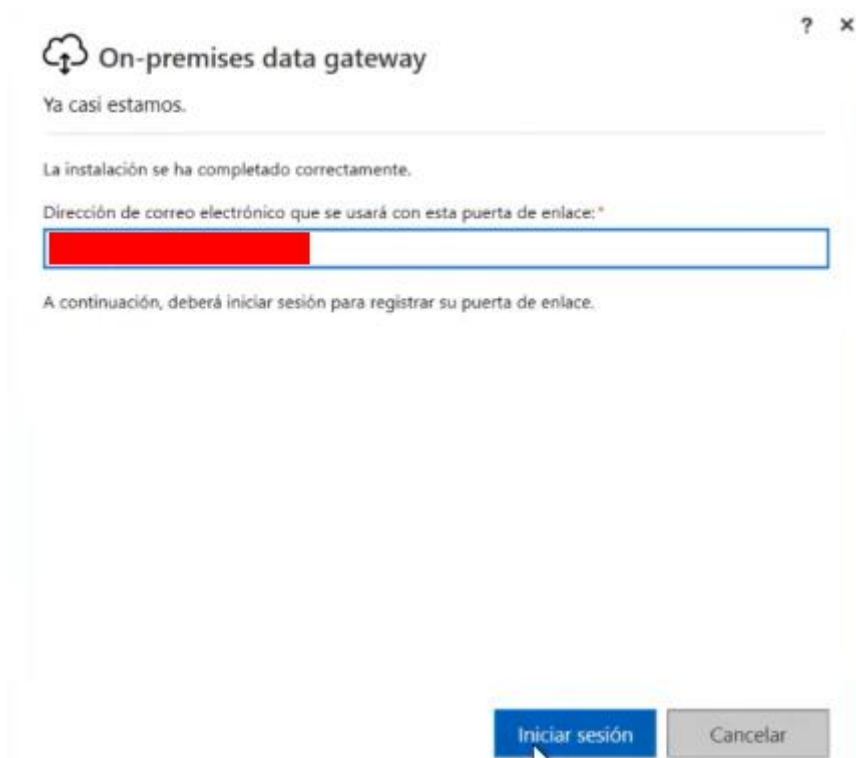 ? ×
On-premises data gateway
Ya casi estamos.
La instalación se ha completado correctamente.
Dirección de correo electrónico que se usará con esta puerta de enlace:*
A continuación, deberá iniciar sesión para registrar su puerta de enlace.
Iniciar sesión Cancelar